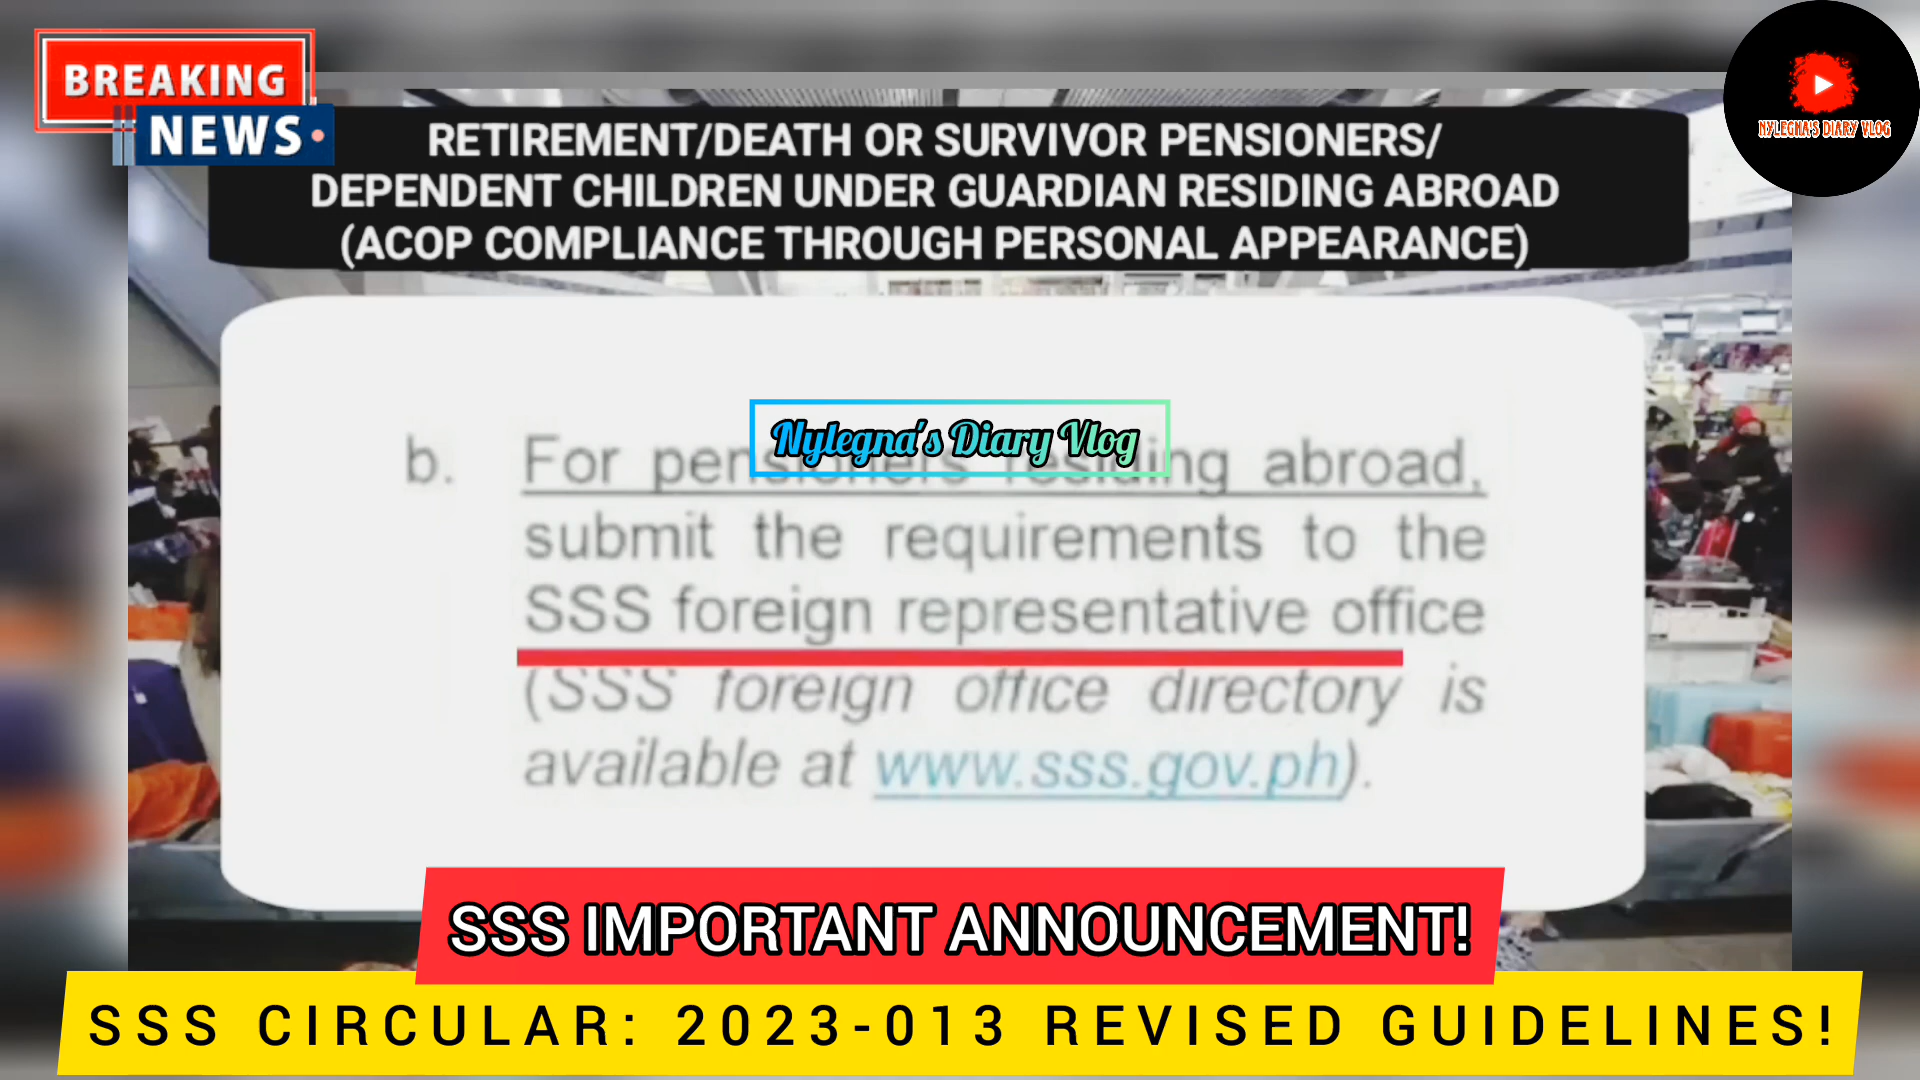 BREAKING
NEWS
NYLEGNA'S DIARY VLOG
RETIREMENT/DEATH OR SURVIVOR PENSIONERS/
DEPENDENT CHILDREN UNDER GUARDIAN RESIDING ABROAD
(ACOP COMPLIANCE THROUGH PERSONAL APPEARANCE)
Nylegna's Diary Vlog
b. For pensioners residing abroad,
submit the requirements to the
SSS foreign representative office
(SSS foreign office directory is
available at www.sss.gov.ph).
SSS IMPORTANT ANNOUNCEMENT!
SSS CIRCULAR: 2023-013 REVISED GUIDELINES!